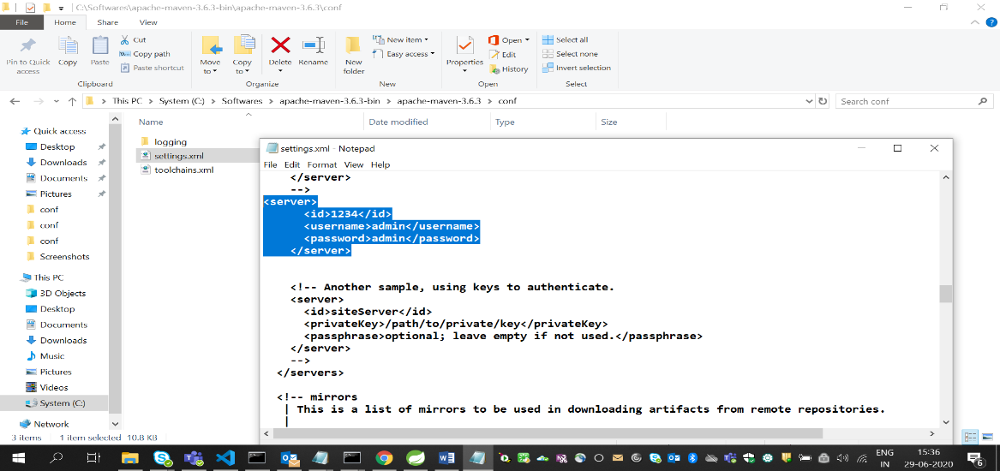 C:\Softwares\apache-maven-3.6.3-bin\apache-maven-3.6.3\conf
File Home Share View
Pin to Quick access
Copy
Paste
Cut
Copy path
Paste shortcut
Clipboard
Move to
Copy to
Delete
Rename
Organize
New folder
New item
Easy access
New
Properties
Open
Edit
History
Open
Select all
Select none
Invert selection
Select
This PC > System (C:) > Softwares > apache-maven-3.6.3-bin > apache-maven-3.6.3 > conf
Search conf
Quick access
Desktop
Downloads
Documents
Pictures
conf
conf
conf
Screenshots
This PC
3D Objects
Desktop
Documents
Downloads
Music
Pictures
Videos
System (C:)
Network
Name Date modified Type Size
logging
settings.xml
toolchains.xml
settings.xml - Notepad
File Edit Format View Help
</server>
-->
<server>
<id>1234</id>
<username>admin</username>
<password>admin</password>
</server>
<!-- Another sample, using keys to authenticate.
<server>
<id>siteServer</id>
<privateKey>/path/to/private/key</privateKey>
<passphrase>optional; leave empty if not used.</passphrase>
</server>
-->
</servers>
<!-- mirrors
| This is a list of mirrors to be used in downloading artifacts from remote repositories.
|
3 items 1 item selected 10.8 KB
ENG
IN
15:36
29-06-2020
6